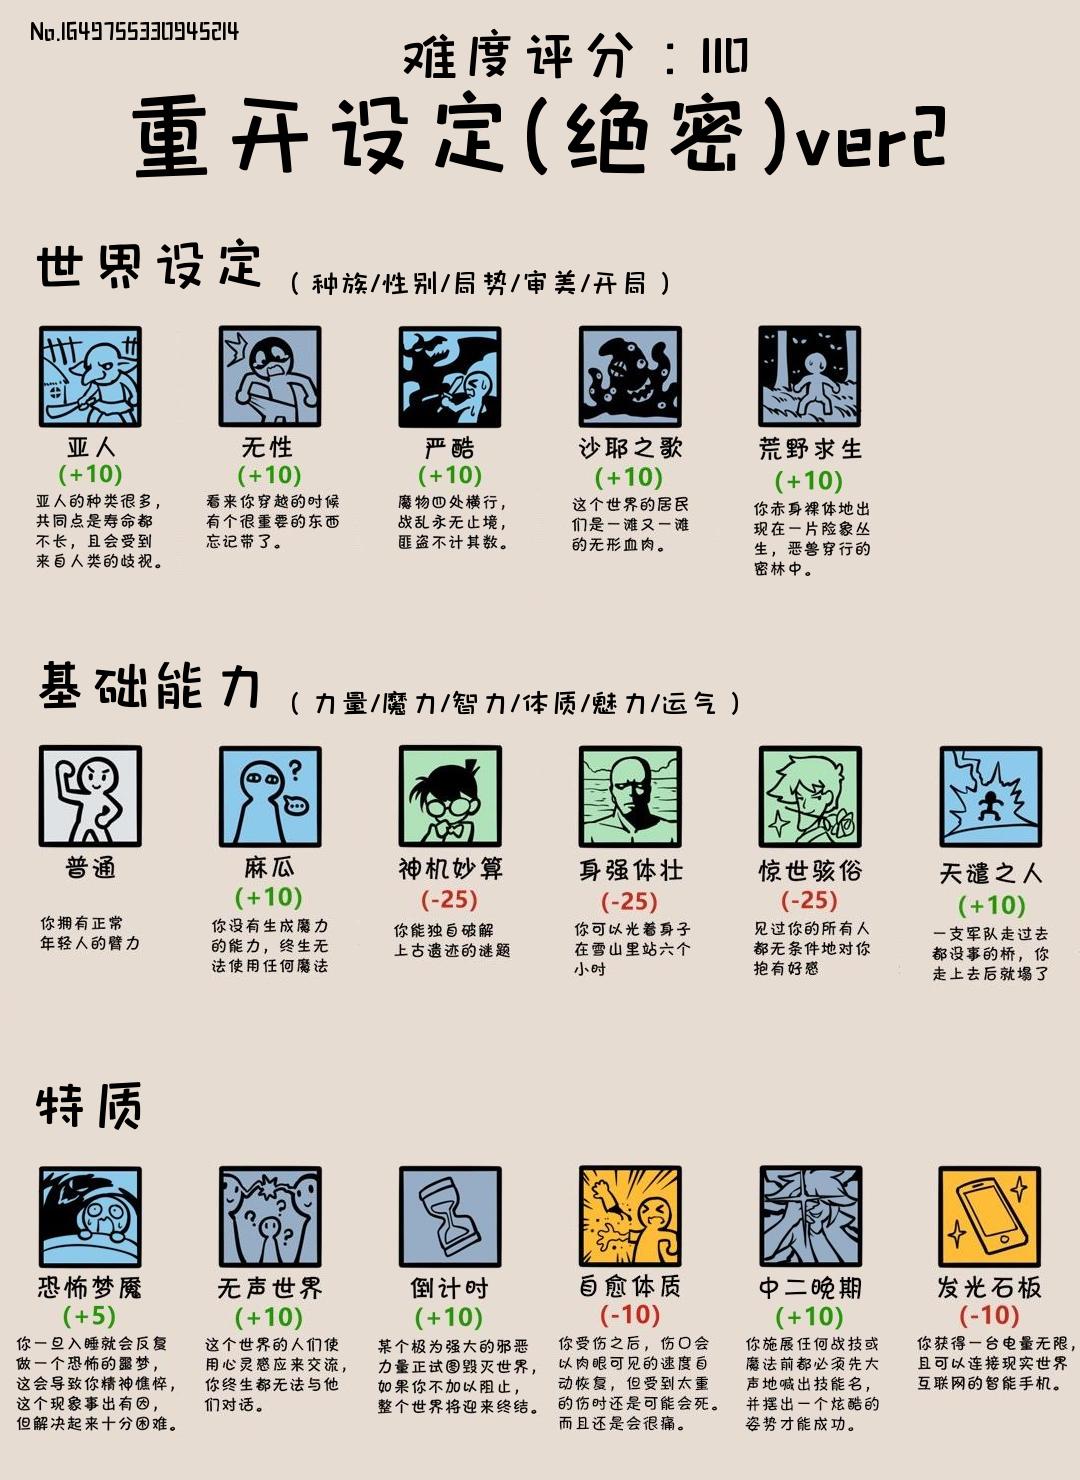 No.1649755330945214
难度评分：110
重开设定(绝密)ver2
世界设定 （种族/性别/局势/审美/开局）
亚人 无性 严酷 沙耶之歌 荒野求生
(+10) (+10) (+10) (+10) (+10)
亚人的种类很多，
共同点是寿命都
不长，且会受到
来自人类的歧视。
看来你穿越的时候
有个很重要的东西
忘记带了。
魔物四处横行，
战乱永无止境，
匪盗不计其数。
这个世界的居民
们是一滩又一滩
的无形血肉。
你赤身裸体地出
现在一片险象丛
生，恶兽穿行的
密林中。
基础能力 （力量/魔力/智力/体质/魅力/运气）
普通 麻瓜 神机妙算 身强体壮 惊世骇俗 天谴之人
(+10) (-25) (-25) (-25) (+10)
你拥有正常
年轻人的臂力
你没有生成魔力
的能力，终生无
法使用任何魔法
你能独自破解
上古遗迹的谜题
你可以光着身子
在雪山里站六个
小时
见过你的所有人
都无条件地对你
抱有好感
一支军队走过去
都没事的桥，你
走上去后就塌了
特质
恐怖梦魇 无声世界 倒计时 自愈体质 中二晚期 发光石板
(+5) (+10) (+10) (-10) (+10) (-10)
你一旦入睡就会反复
做一个恐怖的噩梦，
这会导致你精神憔悴，
这个现象事出有因，
但解决起来十分困难。
这个世界的人们使
用心灵感应来交流，
你终生都无法与他
们对话。
某个极为强大的邪恶
力量正试图毁灭世界，
如果你不加以阻止，
整个世界将迎来终结。
你受伤之后，伤口会
以肉眼可见的速度自
动恢复，但受到太重
的伤时还是可能会死。
而且还是会很痛。
你施展任何战技或
魔法前都必须先大
声地喊出技能名，
并摆出一个炫酷的
姿势才能成功。
你获得一台电量无限，
且可以连接现实世界
互联网的智能手机。